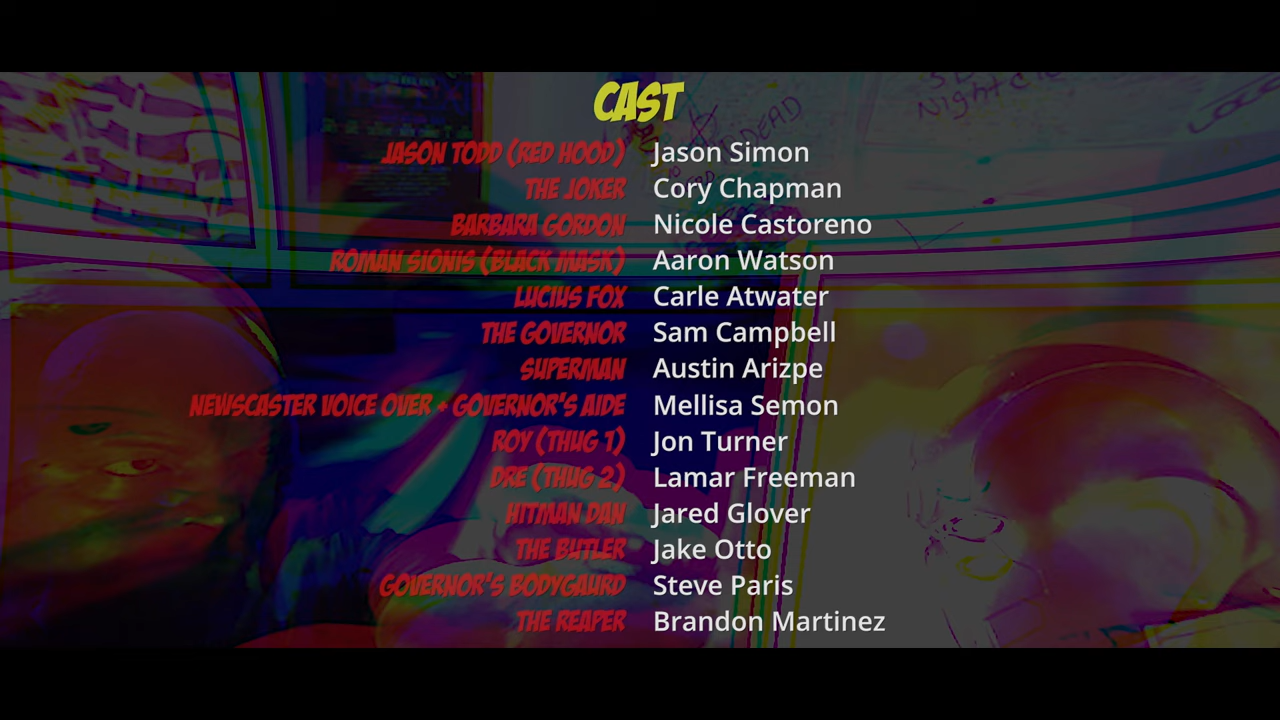 CAST
JASON TODD (RED HOOD) Jason Simon
THE JOKER Cory Chapman
BARBARA GORDON Nicole Castoreno
ROMAN SIONIS (BLACK MASK) Aaron Watson
LUCIUS FOX Carle Atwater
THE GOVERNOR Sam Campbell
SUPERMAN Austin Arizpe
NEWSCASTER VOICE OVER + GOVERNOR'S AIDE Mellisa Semon
ROY (THUG 1) Jon Turner
DRE (THUG 2) Lamar Freeman
HITMAN DAN Jared Glover
THE BUTLER Jake Otto
GOVERNOR'S BODYGAURD Steve Paris
THE REAPER Brandon Martinez